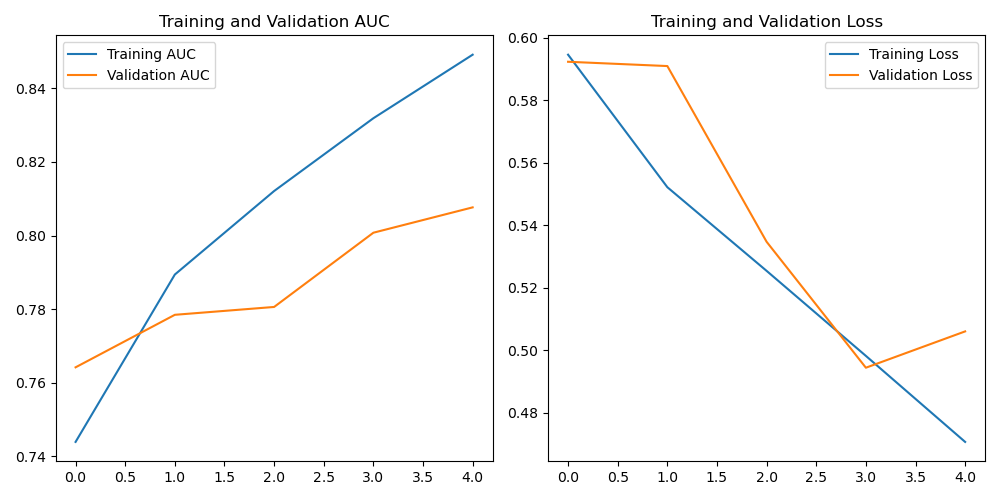 Training and Validation AUC
Training AUC
Validation AUC
0.84
0.82
0.80
0.78
0.76
0.74
0.0 0.5 1.0 1.5 2.0 2.5 3.0 3.5 4.0
Training and Validation Loss
Training Loss
Validation Loss
0.60
0.58
0.56
0.54
0.52
0.50
0.48
0.0 0.5 1.0 1.5 2.0 2.5 3.0 3.5 4.0